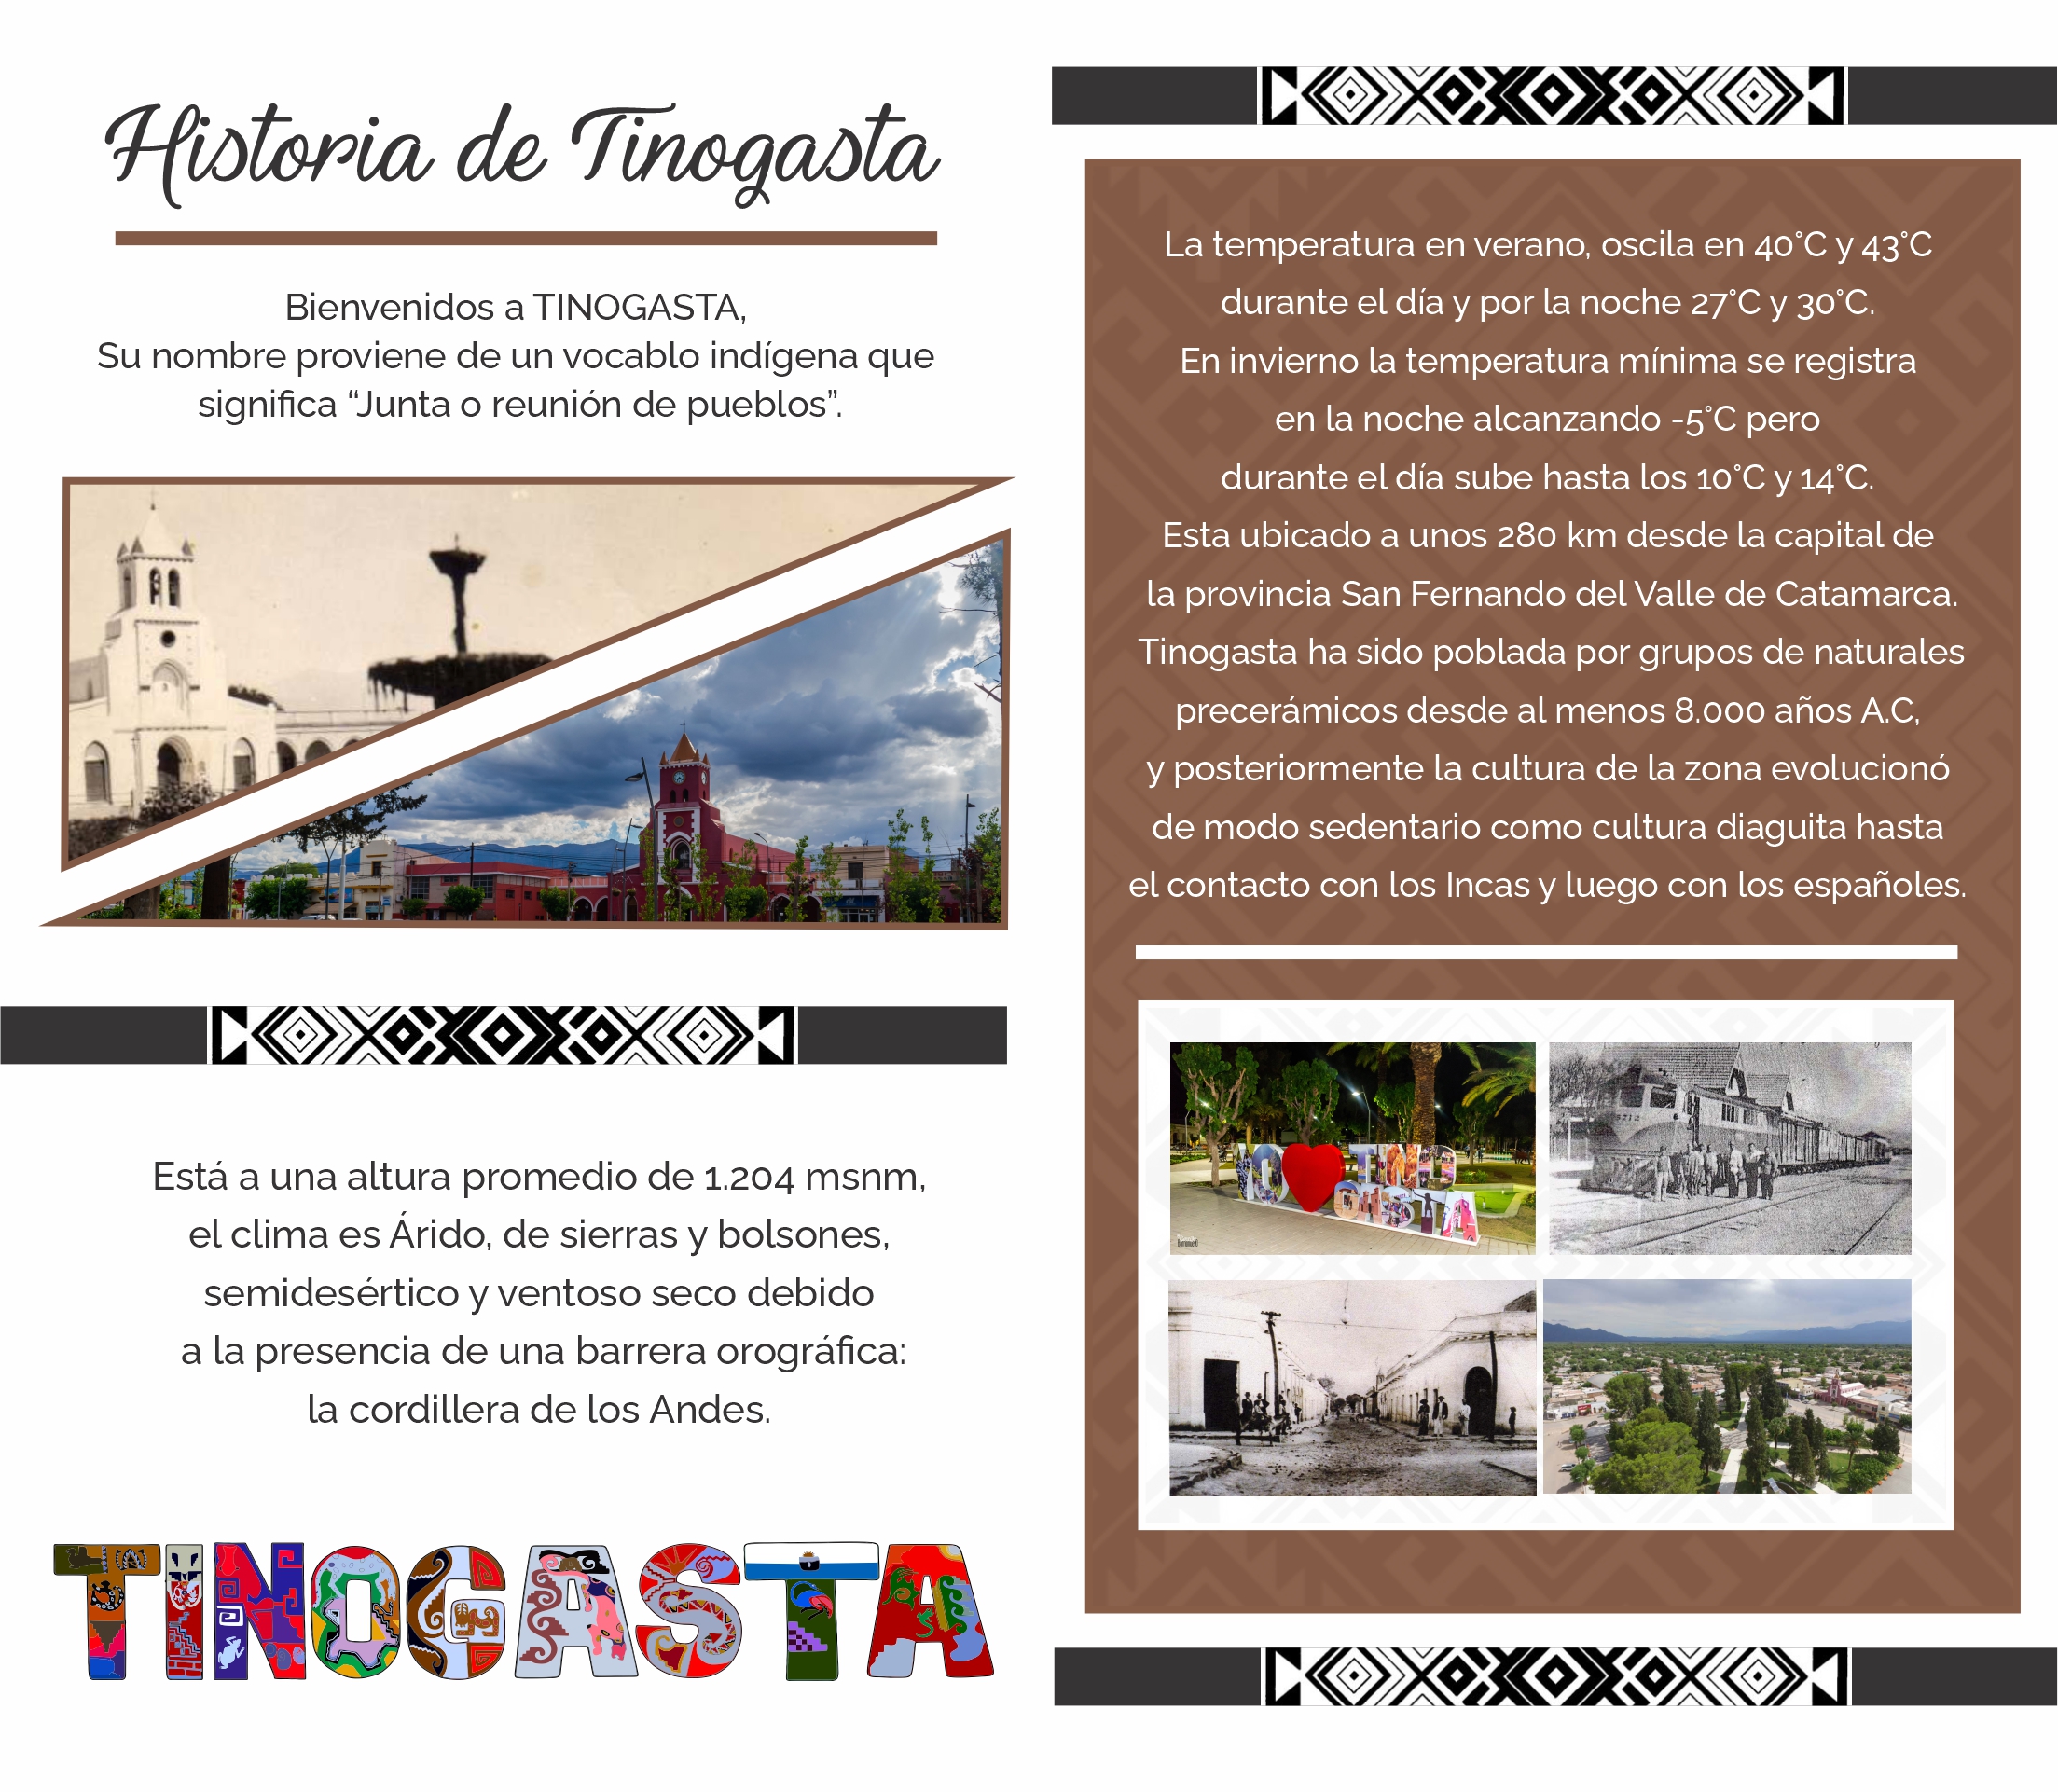 Historia de Tinogasta
Bienvenidos a TINOGASTA,
Su nombre proviene de un vocablo indígena que
significa “Junta o reunión de pueblos”.
Está a una altura promedio de 1.204 msnm,
el clima es Árido, de sierras y bolsones,
semidesértico y ventoso seco debido
a la presencia de una barrera orográfica:
la cordillera de los Andes.
TINOGASTA
La temperatura en verano, oscila en 40°C y 43°C
durante el día y por la noche 27°C y 30°C.
En invierno la temperatura mínima se registra
en la noche alcanzando -5°C pero
durante el día sube hasta los 10°C y 14°C.
Esta ubicado a unos 280 km desde la capital de
la provincia San Fernando del Valle de Catamarca.
Tinogasta ha sido poblada por grupos de naturales
precerámicos desde al menos 8.000 años A.C,
y posteriormente la cultura de la zona evolucionó
de modo sedentario como cultura diaguita hasta
el contacto con los Incas y luego con los españoles.
YO TINO
GASTA